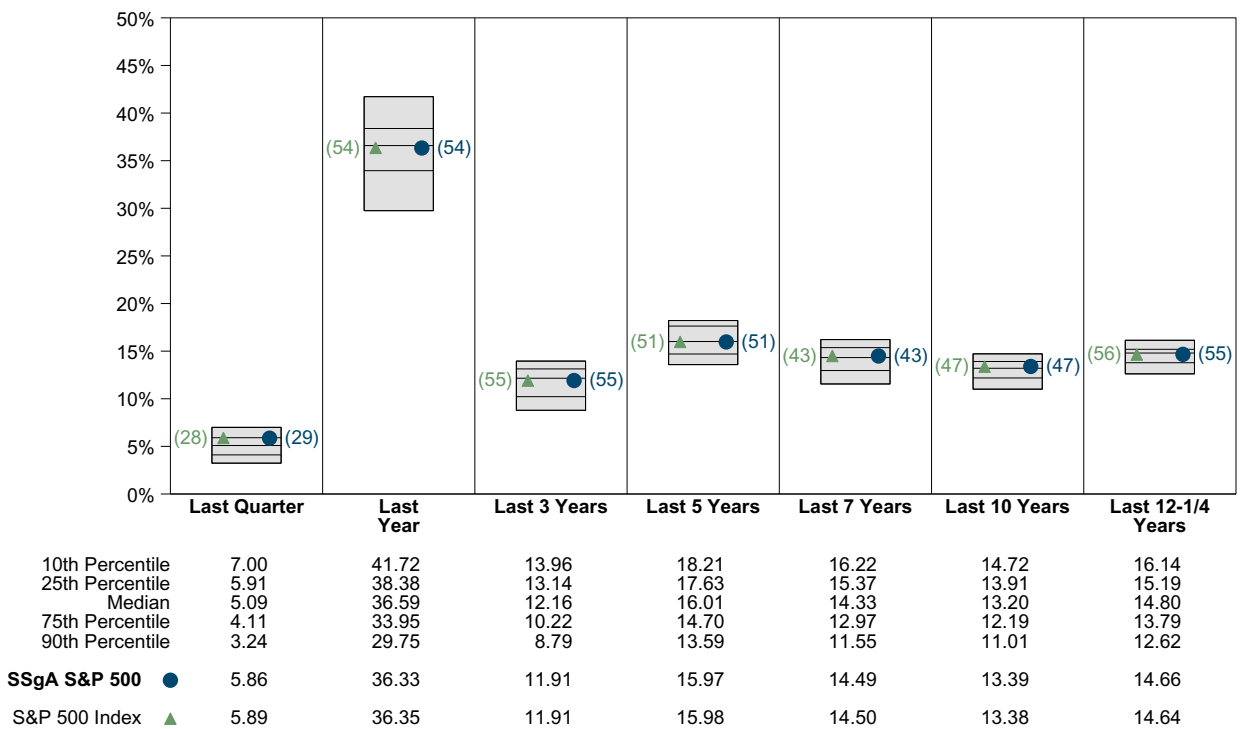 50%
45%
40%
35%
30%
25%
20%
15%
10%
5%
0%
(28) (29)
(54) (54)
(55) (55)
(51) (51)
(43) (43)
(47) (47)
(56) (55)
Last Quarter Last Year Last 3 Years Last 5 Years Last 7 Years Last 10 Years Last 12-1/4 Years
10th Percentile 7.00 41.72 13.96 18.21 16.22 14.72 16.14
25th Percentile 5.91 38.38 13.14 17.63 15.37 13.91 15.19
Median 5.09 36.59 12.16 16.01 14.33 13.20 14.80
75th Percentile 4.11 33.95 10.22 14.70 12.97 12.19 13.79
90th Percentile 3.24 29.75 8.79 13.59 11.55 11.01 12.62
SSgA S&P 500 5.86 36.33 11.91 15.97 14.49 13.39 14.66
S&P 500 Index 5.89 36.35 11.91 15.98 14.50 13.38 14.64